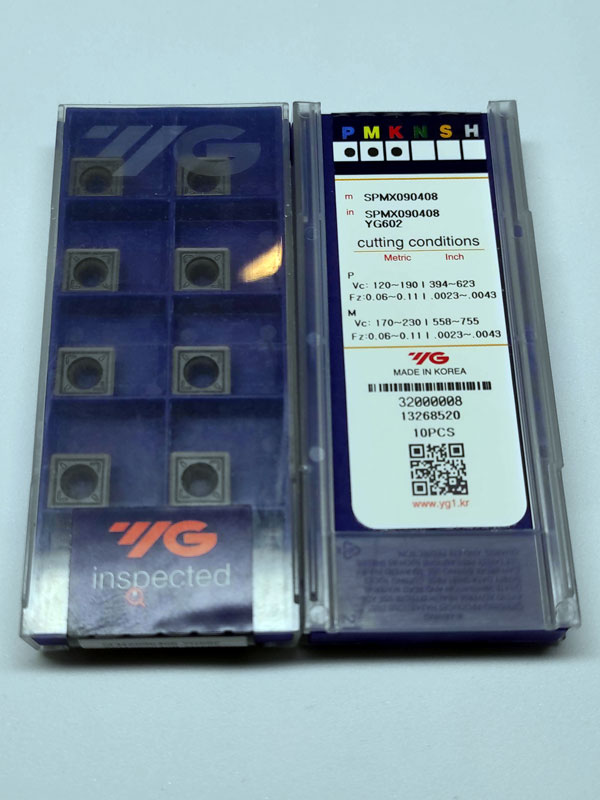 YG
YG
inspected
P M K N S H
m SPMX090408
in SPMX090408
YG602
cutting conditions
Metric Inch
P
Vc: 120~190 | 394~623
Fz:0.06~0.11 | .0023~.0043
M
Vc: 170~230 | 558~755
Fz:0.06~0.11 | .0023~.0043
YG
MADE IN KOREA
32000008
13268520
10PCS
www.yg1.kr